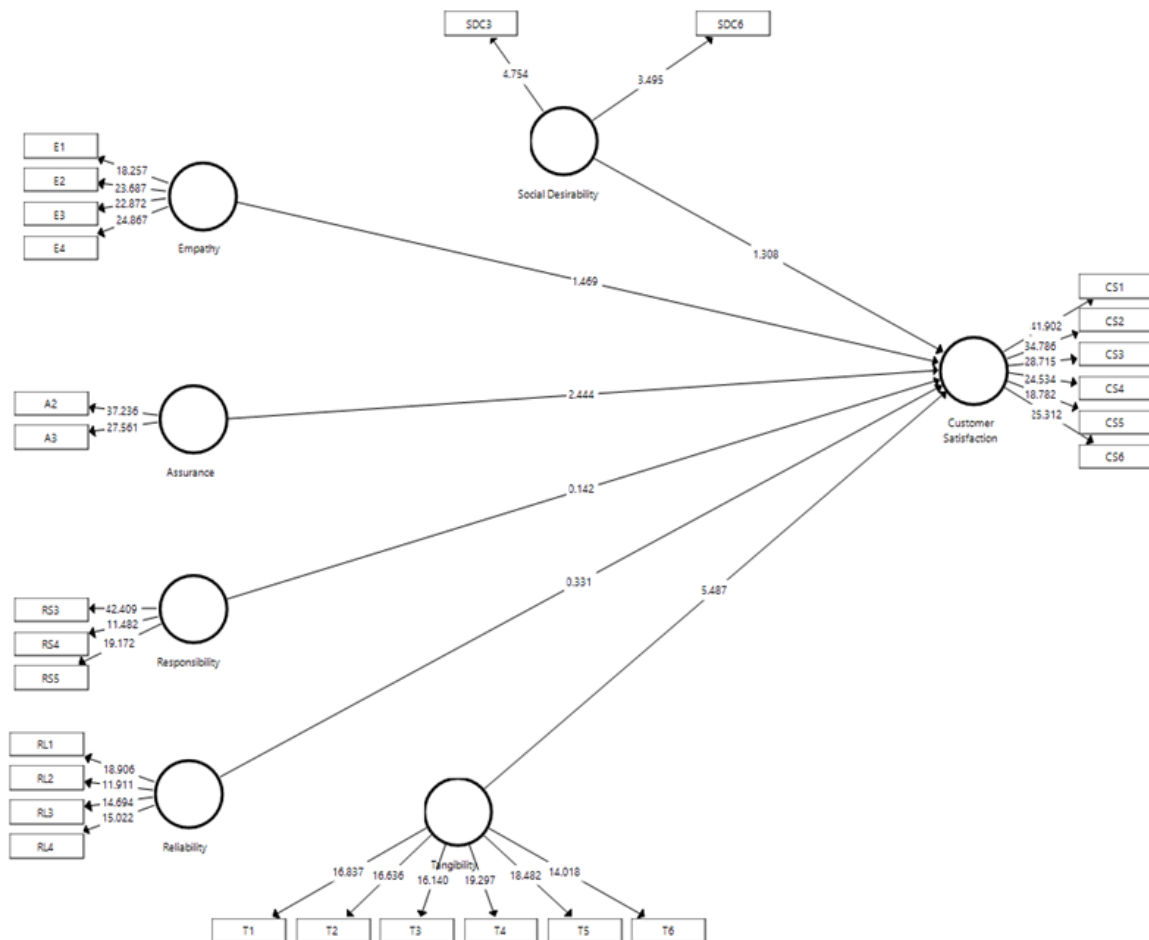 SDC3
SDC6
4.754
3.495
Social Desirability
E1
E2
E3
E4
18.257
23.687
22.872
24.867
Empathy
1.308
1.469
CS1
CS2
CS3
CS4
CS5
CS6
41.902
34.786
28.715
24.534
18.782
25.312
Customer
Satisfaction
A2
A3
37.236
27.561
Assurance
2.444
0.142
RS3
RS4
RS5
42.409
11.482
19.172
Responsibility
0.331
5.487
RL1
RL2
RL3
RL4
18.906
11.911
14.694
15.022
Reliability
Tangibility
16.837
16.636
16.140
19.297
18.482
14.018
T1
T2
T3
T4
T5
T6